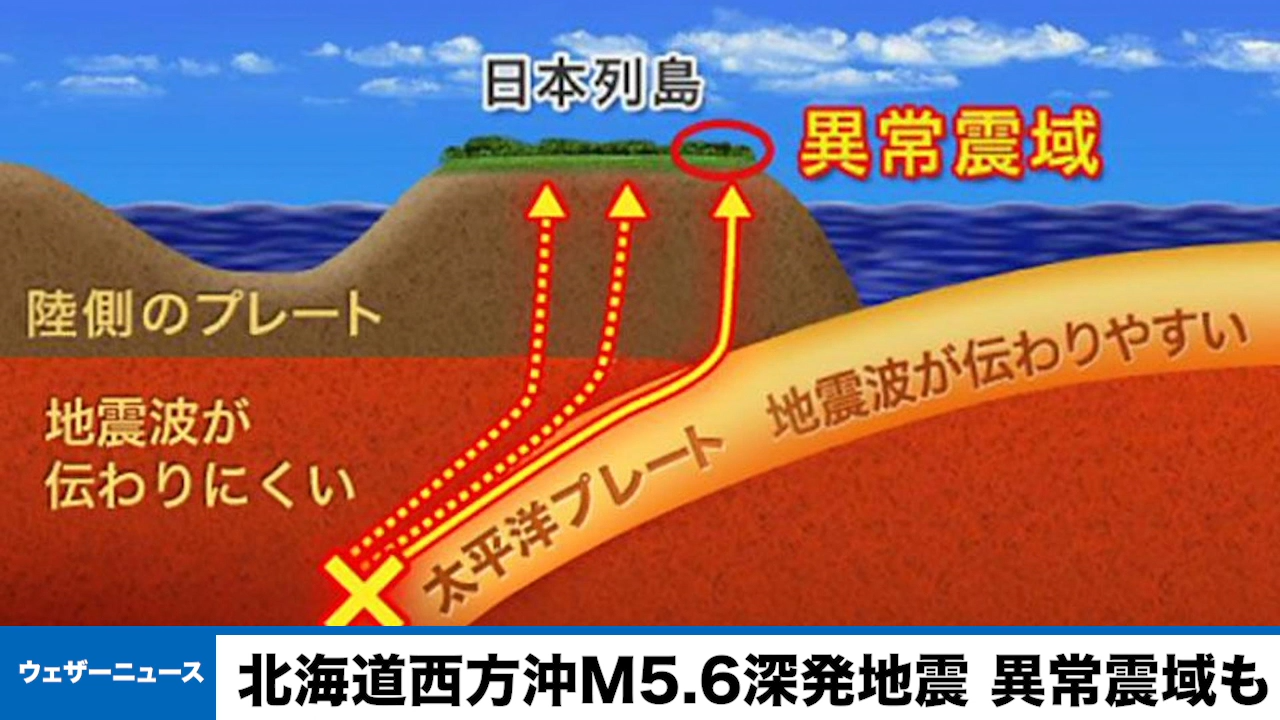 日本列島
異常震域
陸側のプレート
地震波が
伝わりにくい
太平洋プレート
地震波が伝わりやすい
ウェザーニュース
北海道西方沖M5.6深発地震 異常震域も